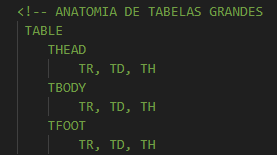 <!-- ANATOMIA DE TABELAS GRANDES
TABLE
THEAD
TR, TD, TH
TBODY
TR, TD, TH
TFOOT
TR, TD, TH